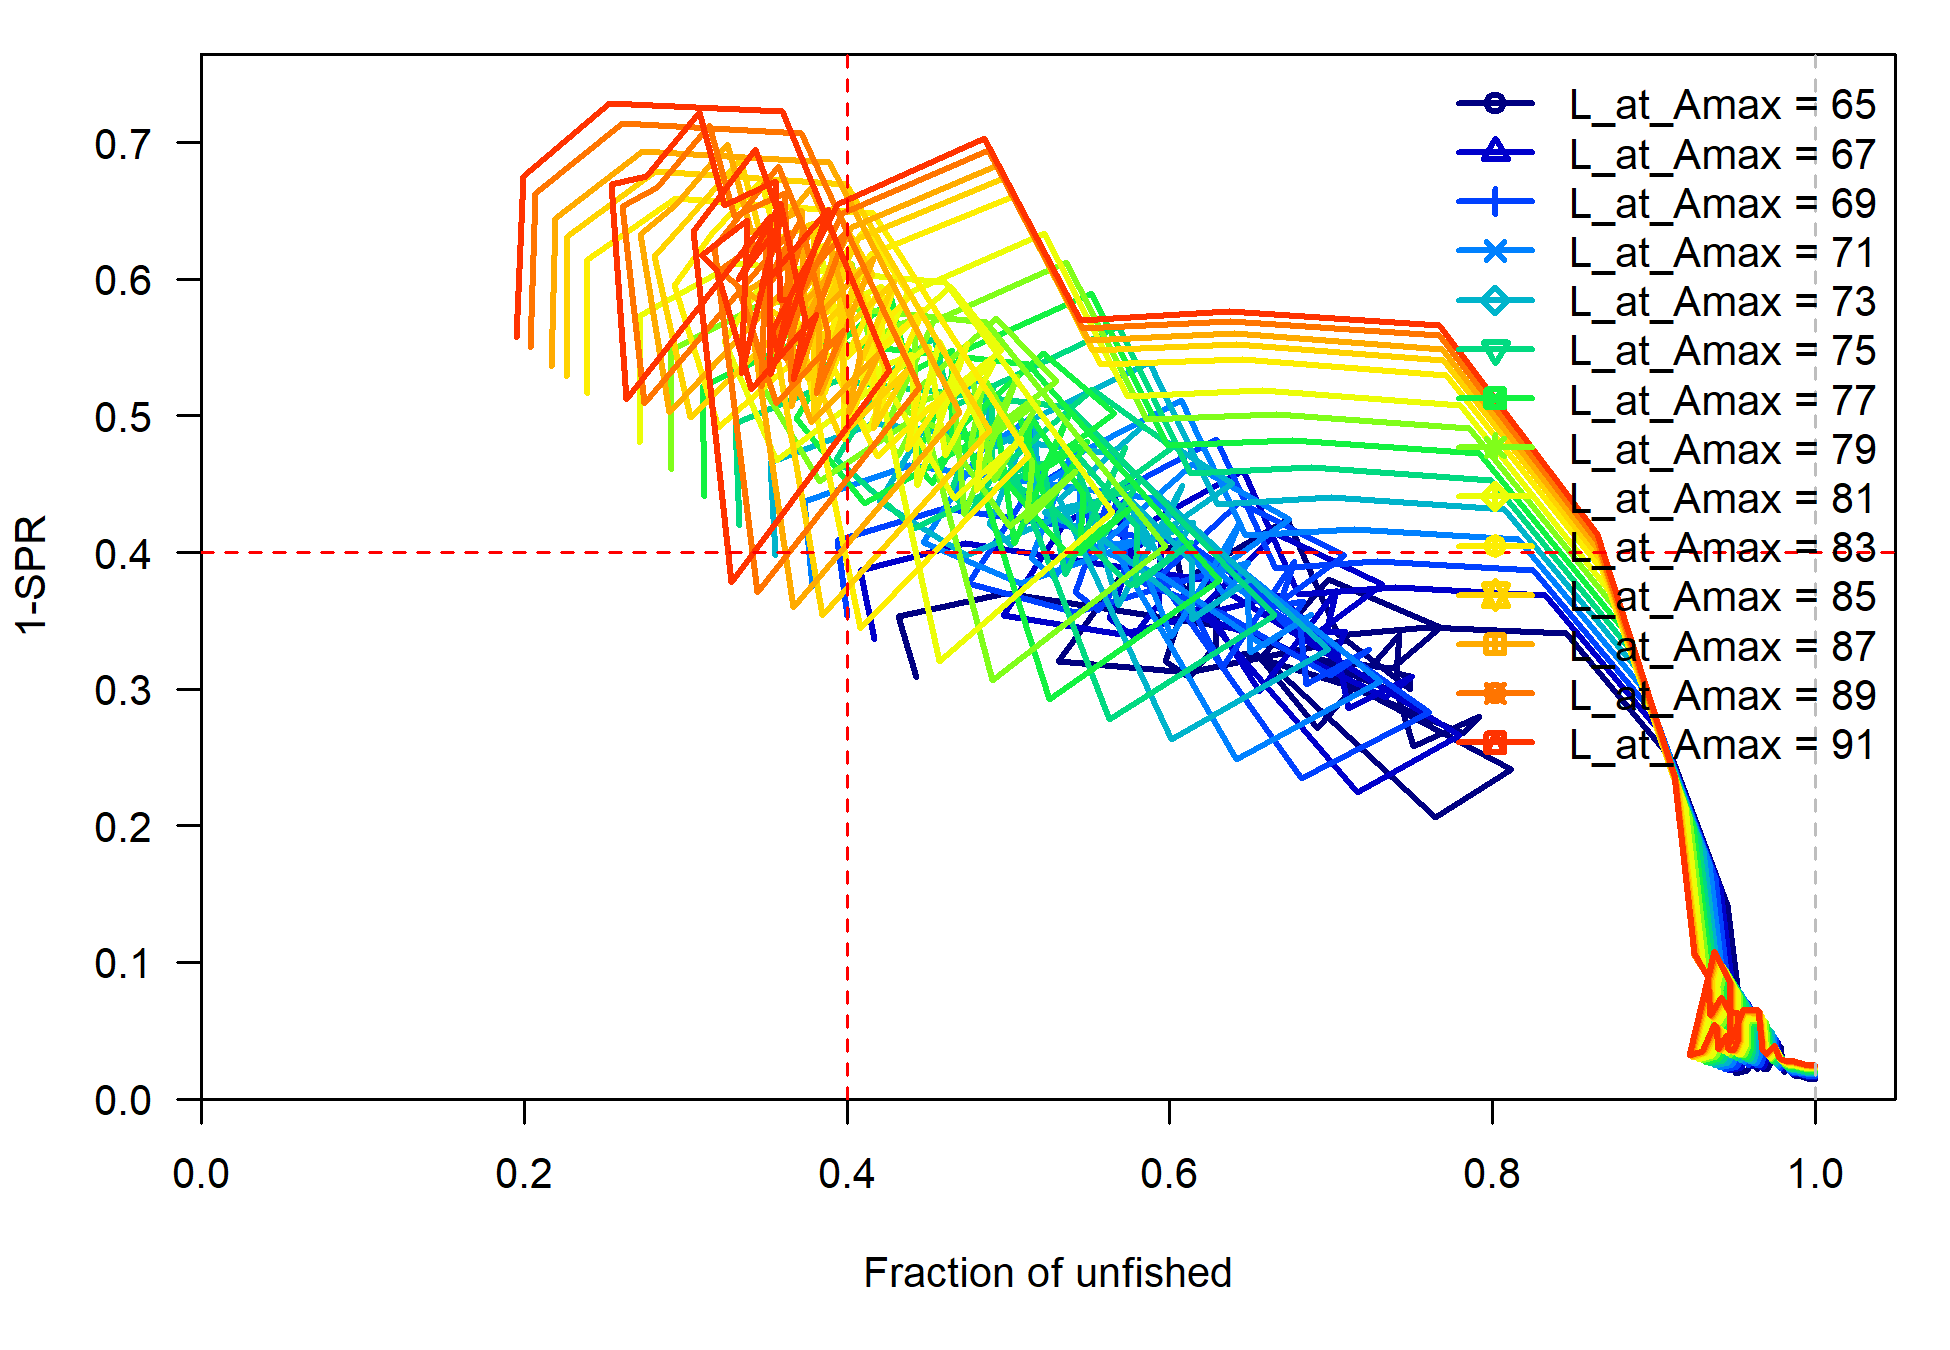 L_at_Amax = 65
L_at_Amax = 67
L_at_Amax = 69
L_at_Amax = 71
L_at_Amax = 73
L_at_Amax = 75
L_at_Amax = 77
L_at_Amax = 79
L_at_Amax = 81
L_at_Amax = 83
L_at_Amax = 85
L_at_Amax = 87
L_at_Amax = 89
L_at_Amax = 91
0.7
0.6
0.5
0.4
0.3
0.2
0.1
0.0
1-SPR
0.0 0.2 0.4 0.6 0.8 1.0
Fraction of unfished